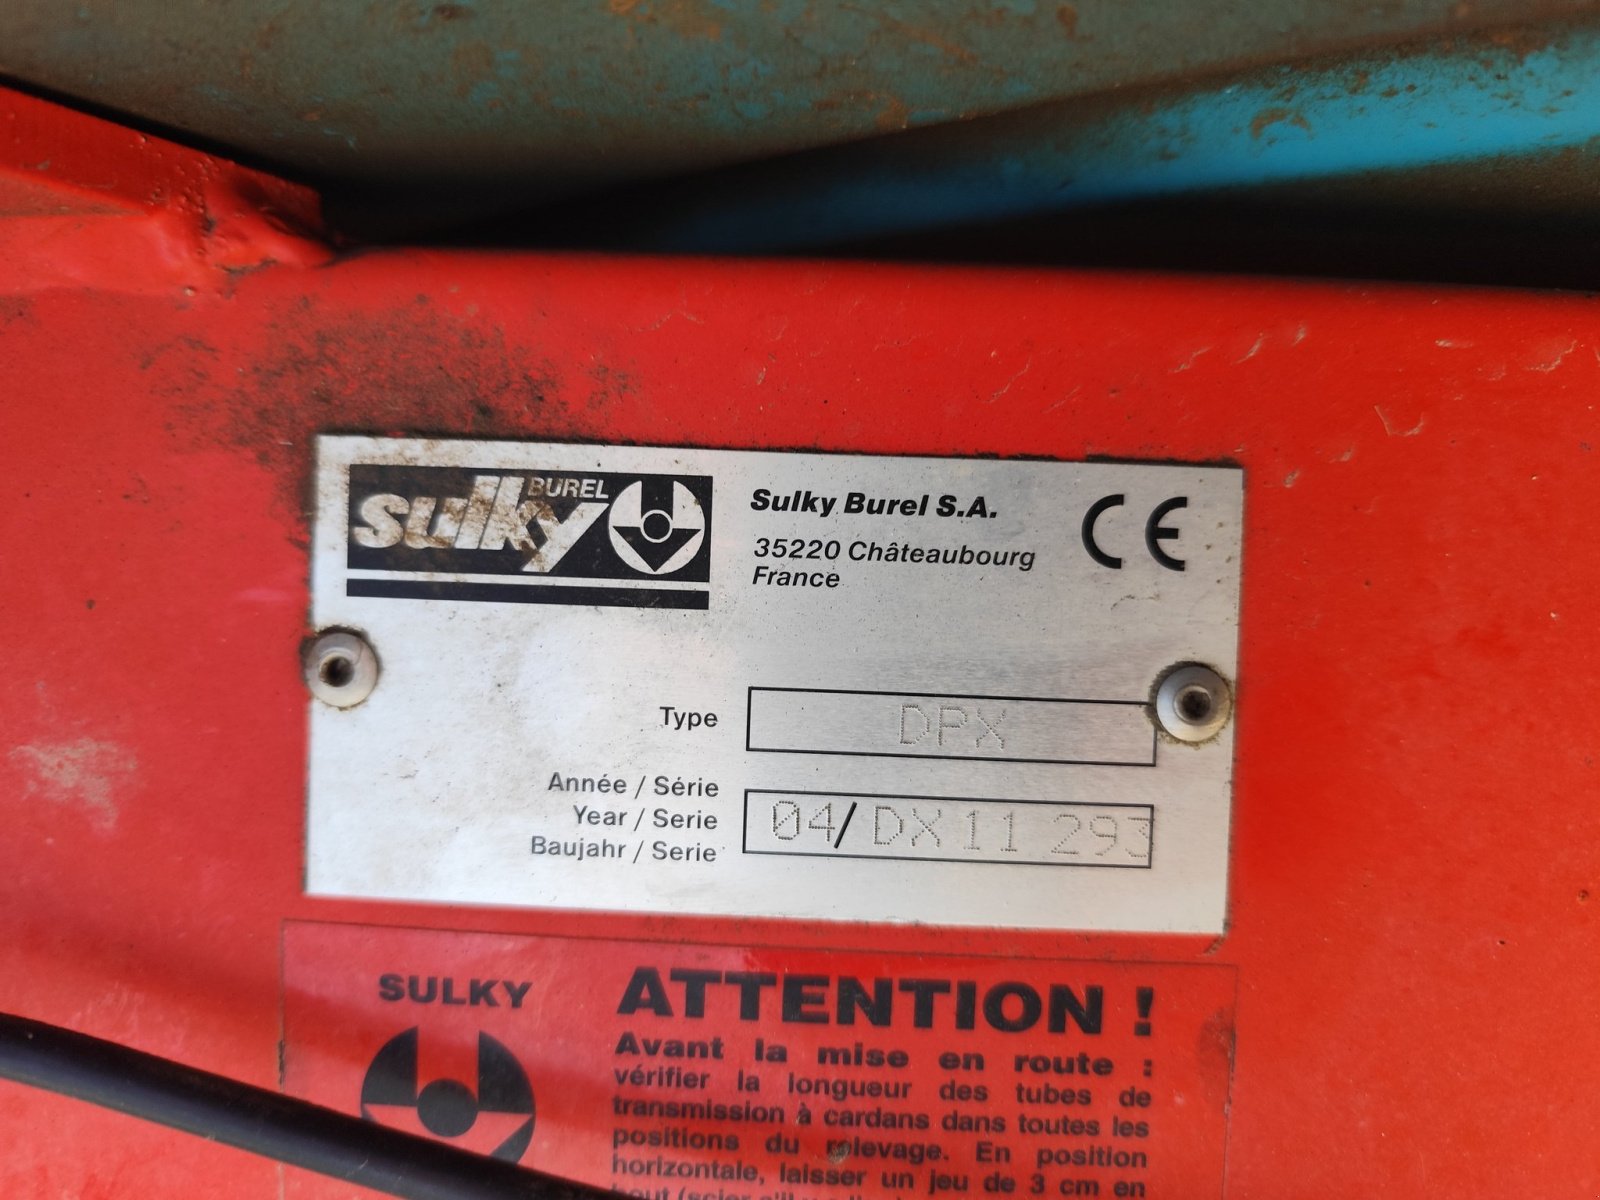 BUREL
sulky
Sulky Burel S.A.
35220 Châteaubourg
France
CE
Type DPX
Année / Série
Year / Serie 04/DX 11 293
Baujahr / Serie
SULKY
ATTENTION !
Avant la mise en route :
vérifier la longueur des tubes de
transmission à cardans dans toutes les
positions du relevage. En position
horizontale, laisser un jeu de 3 cm en
bout (scier